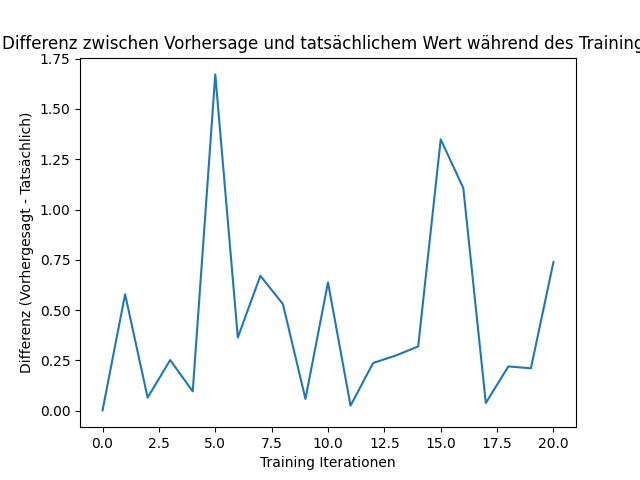 Differenz zwischen Vorhersage und tatsächlichem Wert während des Training
1.75
1.50
1.25
1.00
0.75
0.50
0.25
0.00
Differenz (Vorhergesagt - Tatsächlich)
0.0 2.5 5.0 7.5 10.0 12.5 15.0 17.5 20.0
Training Iterationen